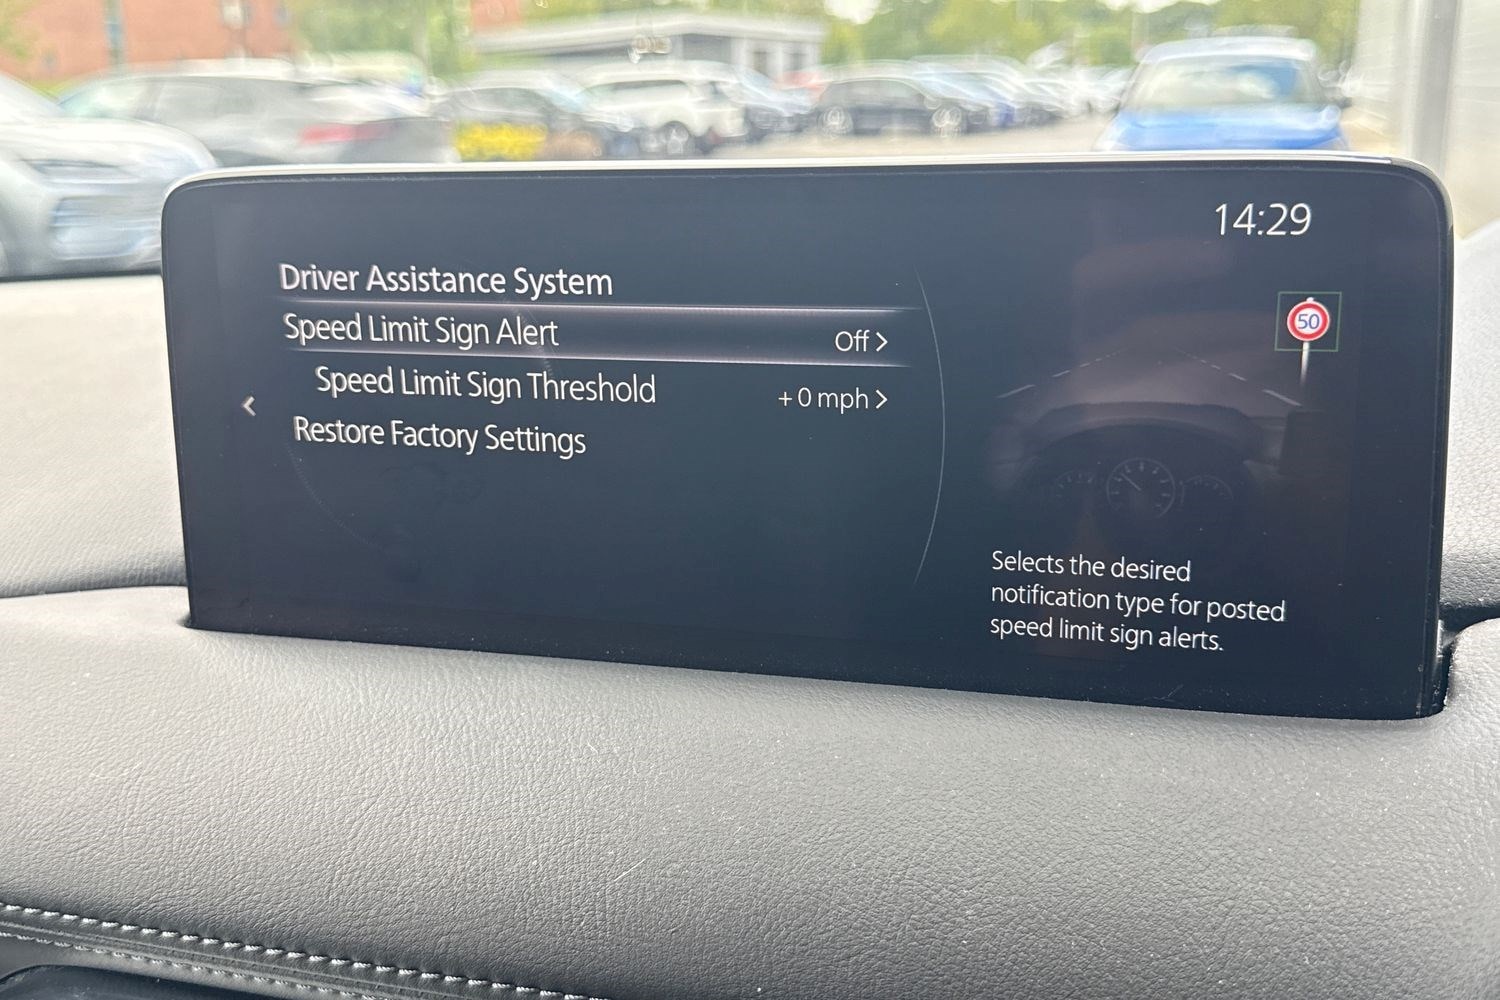 14:29
Driver Assistance System
Speed Limit Sign Alert Off >
Speed Limit Sign Threshold + 0 mph >
Restore Factory Settings
50
Selects the desired
notification type for posted
speed limit sign alerts.